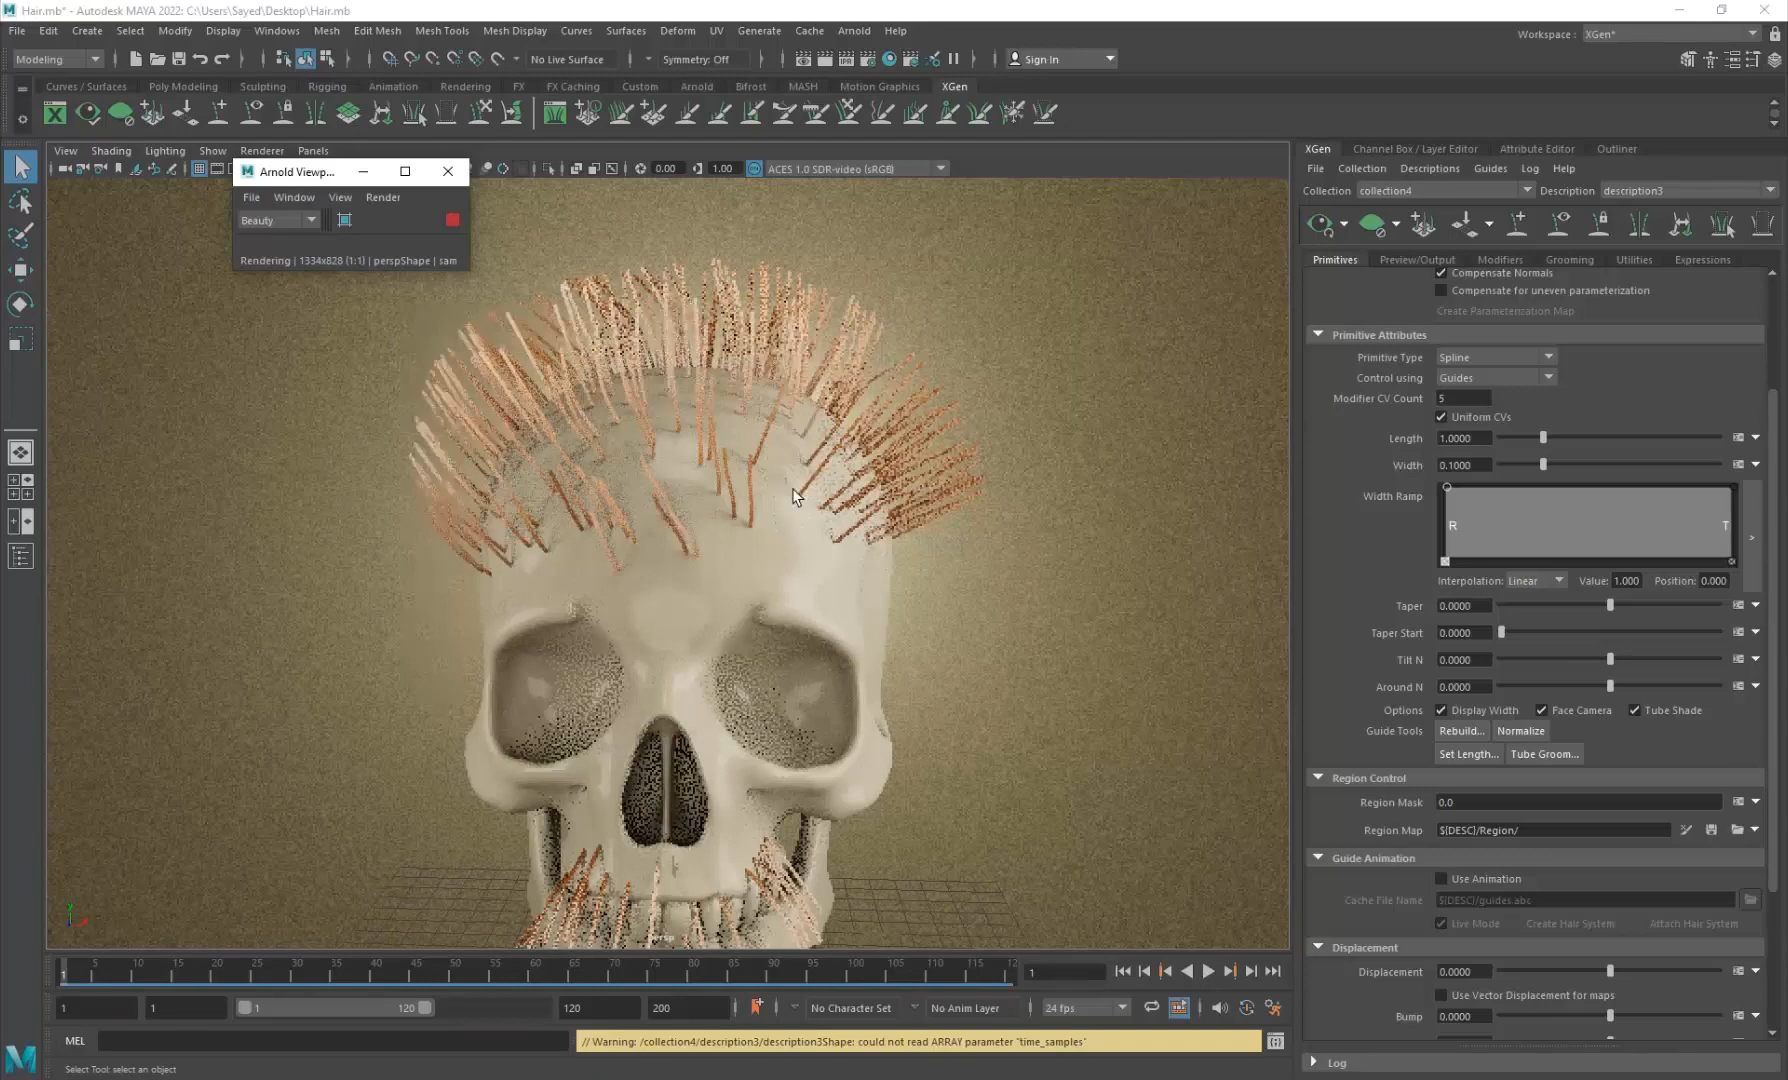 Hair.mb* - Autodesk MAYA 2022: C:\Users\Sayed\Desktop\Hair.mb
File Edit Create Select Modify Display Windows Mesh Edit Mesh Mesh Tools Mesh Display Curves Surfaces Deform UV Generate Cache Arnold Help
Workspace : XGen*
Modeling No Live Surface Symmetry: Off Sign In
Curves / Surfaces Poly Modeling Sculpting Rigging Animation Rendering FX FX Caching Custom Arnold Bifrost MASH Motion Graphics XGen
View Shading Lighting Show Renderer Panels
0.00 1.00 ACES 1.0 SDR-video (sRGB)
Arnold Viewp...
File Window View Render
Beauty
Rendering | 1334x828 (1:1) | perspShape | sam
persp
XGen Channel Box / Layer Editor Attribute Editor Outliner
File Collection Descriptions Guides Log Help
Collection collection4 Description description3
Primitives Preview/Output Modifiers Grooming Utilities Expressions
Compensate Normals
Compensate for uneven parameterization
Create Parameterization Map
Primitive Attributes
Primitive Type Spline
Control using Guides
Modifier CV Count 5
Uniform CVs
Length 1.0000
Width 0.1000
Width Ramp
R T
>
Interpolation: Linear Value: 1.000 Position: 0.000
Taper 0.0000
Taper Start 0.0000
Tilt N 0.0000
Around N 0.0000
Options Display Width Face Camera Tube Shade
Guide Tools Rebuild... Normalize
Set Length... Tube Groom...
Region Control
Region Mask 0.0
Region Map ${DESC}/Region/
Guide Animation
Use Animation
Cache File Name ${DESC}/guides.abc
Live Mode Create Hair System Attach Hair System
Displacement
Displacement 0.0000
Use Vector Displacement for maps
Bump 0.0000
Log
1 5 10 15 20 25 30 35 40 45 50 55 60 65 70 75 80 85 90 95 100 105 110 115 12
1
1 1 1 120 120 200 No Character Set No Anim Layer 24 fps
MEL // Warning: /collection4/description3/description3Shape: could not read ARRAY parameter "time_samples"
Select Tool: select an object